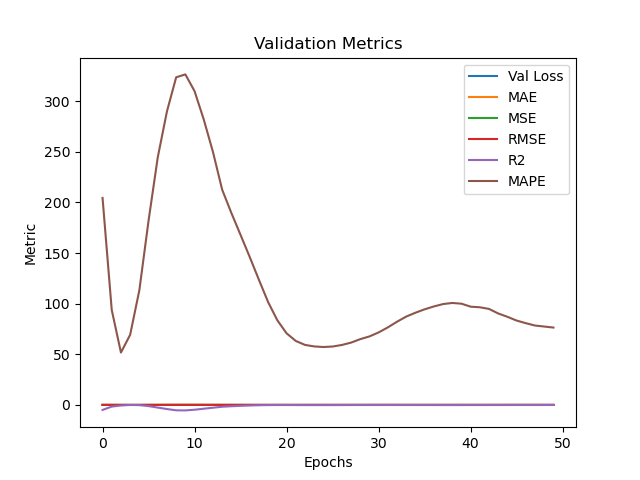 Validation Metrics
Val Loss
MAE
MSE
RMSE
R2
MAPE
Metric
300
250
200
150
100
50
0
0 10 20 30 40 50
Epochs